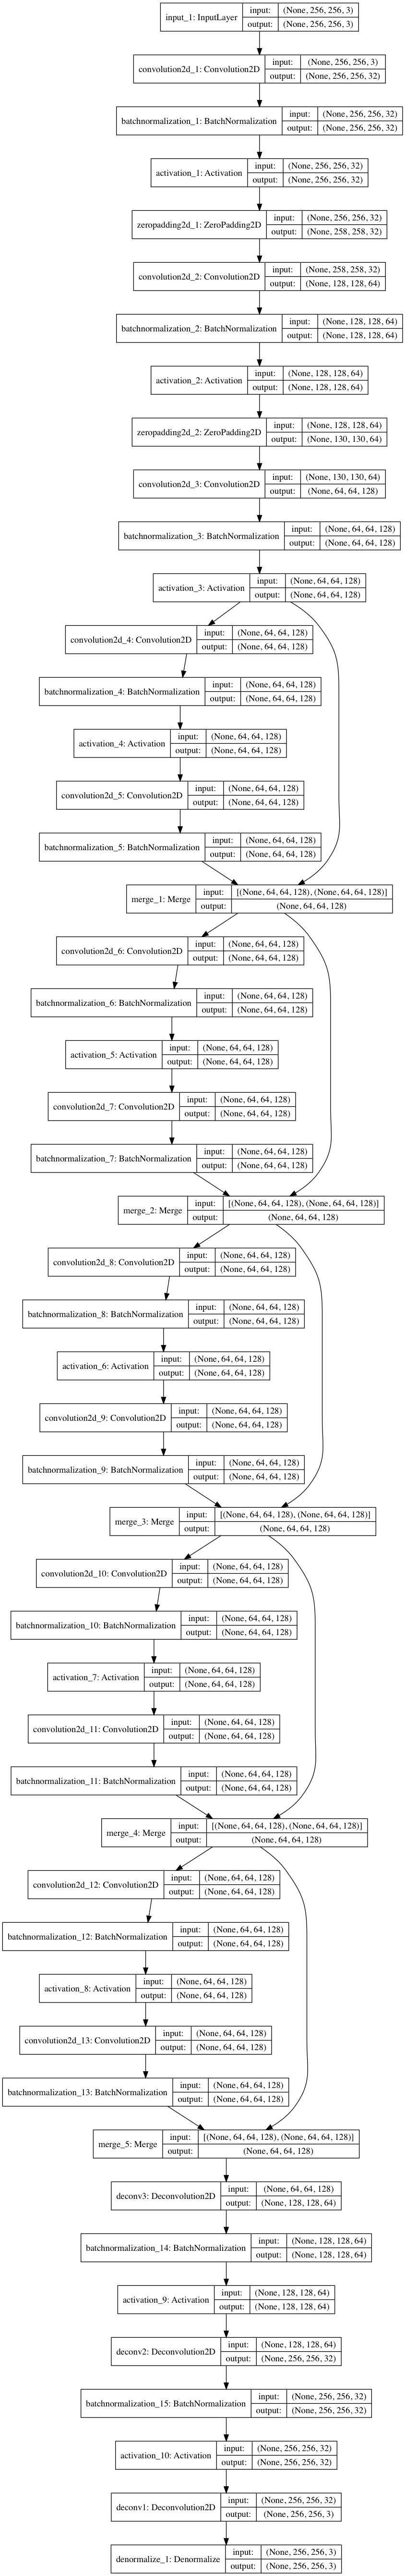 input_1: InputLayer
input: (None, 256, 256, 3)
output: (None, 256, 256, 3)
convolution2d_1: Convolution2D
input: (None, 256, 256, 3)
output: (None, 256, 256, 32)
batchnormalization_1: BatchNormalization
input: (None, 256, 256, 32)
output: (None, 256, 256, 32)
activation_1: Activation
input: (None, 256, 256, 32)
output: (None, 256, 256, 32)
zeropadding2d_1: ZeroPadding2D
input: (None, 256, 256, 32)
output: (None, 258, 258, 32)
convolution2d_2: Convolution2D
input: (None, 258, 258, 32)
output: (None, 128, 128, 64)
batchnormalization_2: BatchNormalization
input: (None, 128, 128, 64)
output: (None, 128, 128, 64)
activation_2: Activation
input: (None, 128, 128, 64)
output: (None, 128, 128, 64)
zeropadding2d_2: ZeroPadding2D
input: (None, 128, 128, 64)
output: (None, 130, 130, 64)
convolution2d_3: Convolution2D
input: (None, 130, 130, 64)
output: (None, 64, 64, 128)
batchnormalization_3: BatchNormalization
input: (None, 64, 64, 128)
output: (None, 64, 64, 128)
activation_3: Activation
input: (None, 64, 64, 128)
output: (None, 64, 64, 128)
convolution2d_4: Convolution2D
input: (None, 64, 64, 128)
output: (None, 64, 64, 128)
batchnormalization_4: BatchNormalization
input: (None, 64, 64, 128)
output: (None, 64, 64, 128)
activation_4: Activation
input: (None, 64, 64, 128)
output: (None, 64, 64, 128)
convolution2d_5: Convolution2D
input: (None, 64, 64, 128)
output: (None, 64, 64, 128)
batchnormalization_5: BatchNormalization
input: (None, 64, 64, 128)
output: (None, 64, 64, 128)
merge_1: Merge
input: [(None, 64, 64, 128), (None, 64, 64, 128)]
output: (None, 64, 64, 128)
convolution2d_6: Convolution2D
input: (None, 64, 64, 128)
output: (None, 64, 64, 128)
batchnormalization_6: BatchNormalization
input: (None, 64, 64, 128)
output: (None, 64, 64, 128)
activation_5: Activation
input: (None, 64, 64, 128)
output: (None, 64, 64, 128)
convolution2d_7: Convolution2D
input: (None, 64, 64, 128)
output: (None, 64, 64, 128)
batchnormalization_7: BatchNormalization
input: (None, 64, 64, 128)
output: (None, 64, 64, 128)
merge_2: Merge
input: [(None, 64, 64, 128), (None, 64, 64, 128)]
output: (None, 64, 64, 128)
convolution2d_8: Convolution2D
input: (None, 64, 64, 128)
output: (None, 64, 64, 128)
batchnormalization_8: BatchNormalization
input: (None, 64, 64, 128)
output: (None, 64, 64, 128)
activation_6: Activation
input: (None, 64, 64, 128)
output: (None, 64, 64, 128)
convolution2d_9: Convolution2D
input: (None, 64, 64, 128)
output: (None, 64, 64, 128)
batchnormalization_9: BatchNormalization
input: (None, 64, 64, 128)
output: (None, 64, 64, 128)
merge_3: Merge
input: [(None, 64, 64, 128), (None, 64, 64, 128)]
output: (None, 64, 64, 128)
convolution2d_10: Convolution2D
input: (None, 64, 64, 128)
output: (None, 64, 64, 128)
batchnormalization_10: BatchNormalization
input: (None, 64, 64, 128)
output: (None, 64, 64, 128)
activation_7: Activation
input: (None, 64, 64, 128)
output: (None, 64, 64, 128)
convolution2d_11: Convolution2D
input: (None, 64, 64, 128)
output: (None, 64, 64, 128)
batchnormalization_11: BatchNormalization
input: (None, 64, 64, 128)
output: (None, 64, 64, 128)
merge_4: Merge
input: [(None, 64, 64, 128), (None, 64, 64, 128)]
output: (None, 64, 64, 128)
convolution2d_12: Convolution2D
input: (None, 64, 64, 128)
output: (None, 64, 64, 128)
batchnormalization_12: BatchNormalization
input: (None, 64, 64, 128)
output: (None, 64, 64, 128)
activation_8: Activation
input: (None, 64, 64, 128)
output: (None, 64, 64, 128)
convolution2d_13: Convolution2D
input: (None, 64, 64, 128)
output: (None, 64, 64, 128)
batchnormalization_13: BatchNormalization
input: (None, 64, 64, 128)
output: (None, 64, 64, 128)
merge_5: Merge
input: [(None, 64, 64, 128), (None, 64, 64, 128)]
output: (None, 64, 64, 128)
deconv3: Deconvolution2D
input: (None, 64, 64, 128)
output: (None, 128, 128, 64)
batchnormalization_14: BatchNormalization
input: (None, 128, 128, 64)
output: (None, 128, 128, 64)
activation_9: Activation
input: (None, 128, 128, 64)
output: (None, 128, 128, 64)
deconv2: Deconvolution2D
input: (None, 128, 128, 64)
output: (None, 256, 256, 32)
batchnormalization_15: BatchNormalization
input: (None, 256, 256, 32)
output: (None, 256, 256, 32)
activation_10: Activation
input: (None, 256, 256, 32)
output: (None, 256, 256, 32)
deconv1: Deconvolution2D
input: (None, 256, 256, 32)
output: (None, 256, 256, 3)
denormalize_1: Denormalize
input: (None, 256, 256, 3)
output: (None, 256, 256, 3)